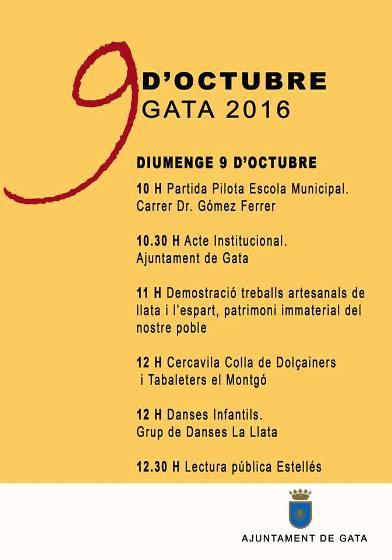 9 D'OCTUBRE
GATA 2016
DIUMENGE 9 D'OCTUBRE
10 H Partida Pilota Escola Municipal.
Carrer Dr. Gómez Ferrer
10.30 H Acte Institucional.
Ajuntament de Gata
11 H Demostració treballs artesanals de
llata i l'espart, patrimoni immaterial del
nostre poble
12 H Cercavila Colla de Dolçainers
i Tabaleters el Montgó
12 H Danses Infantils.
Grup de Danses La Llata
12.30 H Lectura pública Estellés
AJUNTAMENT DE GATA